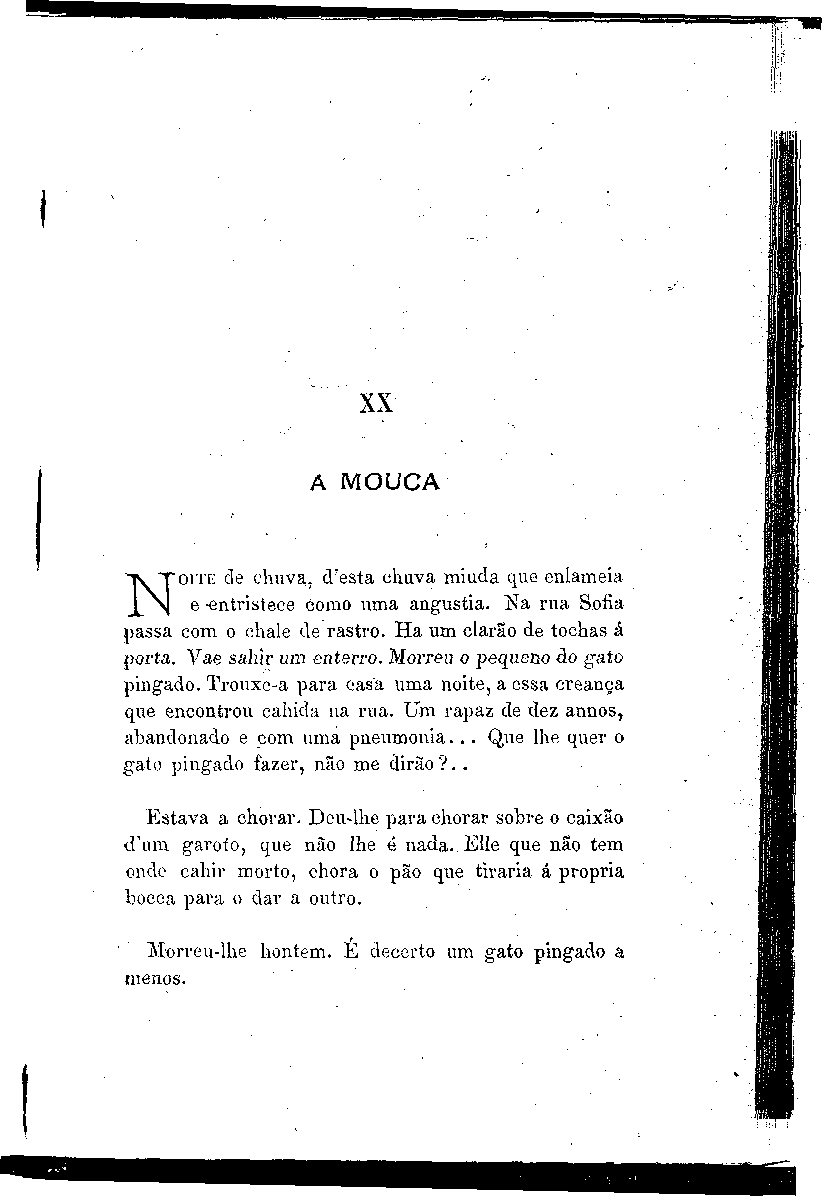 XX
A MOUCA
NOITE de chuva, d'esta chuva miuda que enlameia
e entristece como uma angustia. Na rua Sofia
passa com o chale de rastro. Ha um clarão de tochas á
porta. Vae sahir um enterro. Morreu o pequeno do gato
pingado. Trouxe-a para casa uma noite, a essa creança
que encontrou cahida na rua. Um rapaz de dez annos,
abandonado e com uma pneumonia... Que lhe quer o
gato pingado fazer, não me dirão?..
Estava a chorar. Deu-lhe para chorar sobre o caixão
d'um garoto, que não lhe é nada. Elle que não tem
onde cahir morto, chora o pão que tiraria á propria
bocca para o dar a outro.
Morreu-lhe hontem. É decerto um gato pingado a
menos.